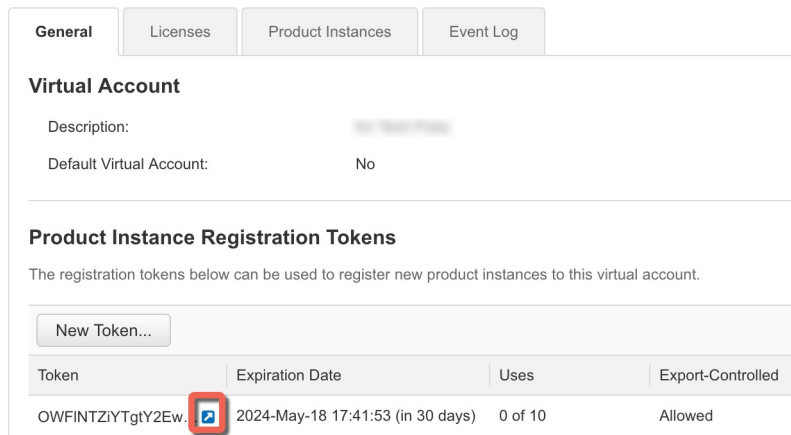 General Licenses Product Instances Event Log
Virtual Account
Description:
Default Virtual Account: No
Product Instance Registration Tokens
The registration tokens below can be used to register new product instances to this virtual account.
New Token...
Token Expiration Date Uses Export-Controlled
OWFlNTZiYTgtY2Ew... 2024-May-18 17:41:53 (in 30 days) 0 of 10 Allowed